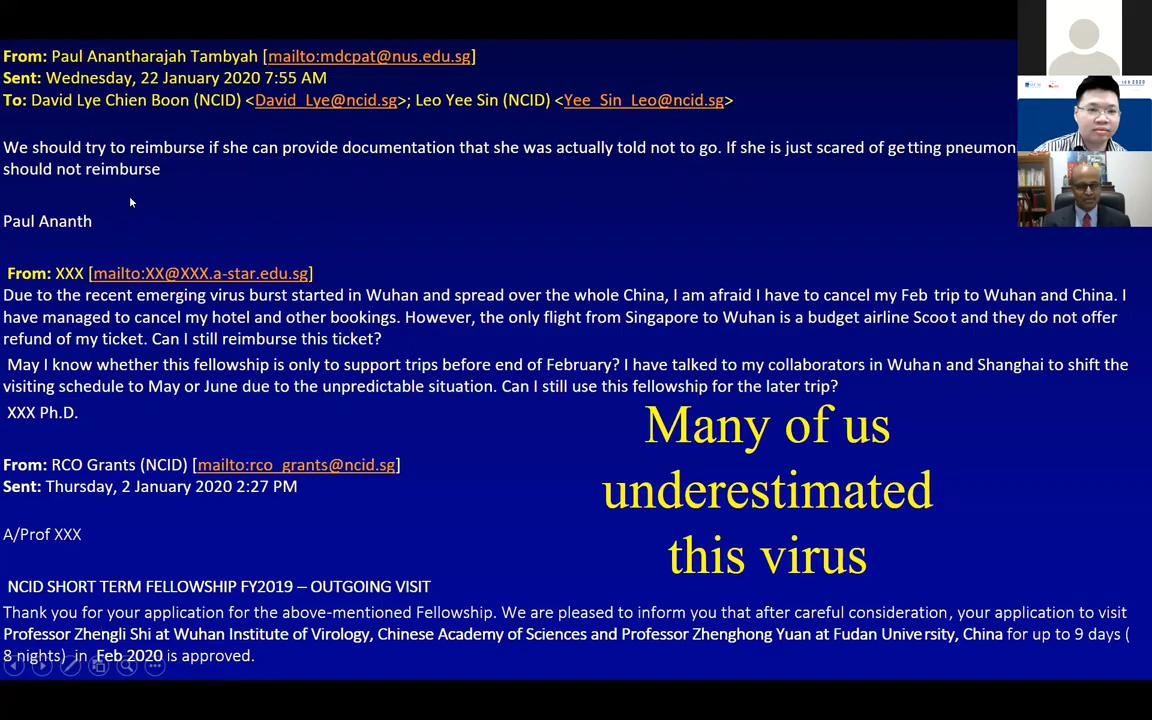 From: Paul Anantharajah Tambyah [mailto:mdcpat@nus.edu.sg]
Sent: Wednesday, 22 January 2020 7:55 AM
To: David Lye Chien Boon (NCID) <David_Lye@ncid.sg>; Leo Yee Sin (NCID) <Yee_Sin_Leo@ncid.sg>
We should try to reimburse if she can provide documentation that she was actually told not to go. If she is just scared of getting pneumon
should not reimburse
Paul Ananth
From: XXX [mailto:XX@XXX.a-star.edu.sg]
Due to the recent emerging virus burst started in Wuhan and spread over the whole China, I am afraid I have to cancel my Feb trip to Wuhan and China. I
have managed to cancel my hotel and other bookings. However, the only flight from Singapore to Wuhan is a budget airline Scoot and they do not offer
refund of my ticket. Can I still reimburse this ticket?
May I know whether this fellowship is only to support trips before end of February? I have talked to my collaborators in Wuhan and Shanghai to shift the
visiting schedule to May or June due to the unpredictable situation. Can I still use this fellowship for the later trip?
XXX Ph.D.
From: RCO Grants (NCID) [mailto:rco_grants@ncid.sg]
Sent: Thursday, 2 January 2020 2:27 PM
A/Prof XXX
NCID SHORT TERM FELLOWSHIP FY2019 – OUTGOING VISIT
Thank you for your application for the above-mentioned Fellowship. We are pleased to inform you that after careful consideration, your application to visit
Professor Zhengli Shi at Wuhan Institute of Virology, Chinese Academy of Sciences and Professor Zhenghong Yuan at Fudan University, China for up to 9 days (
8 nights) in Feb 2020 is approved.
Many of us
underestimated
this virus